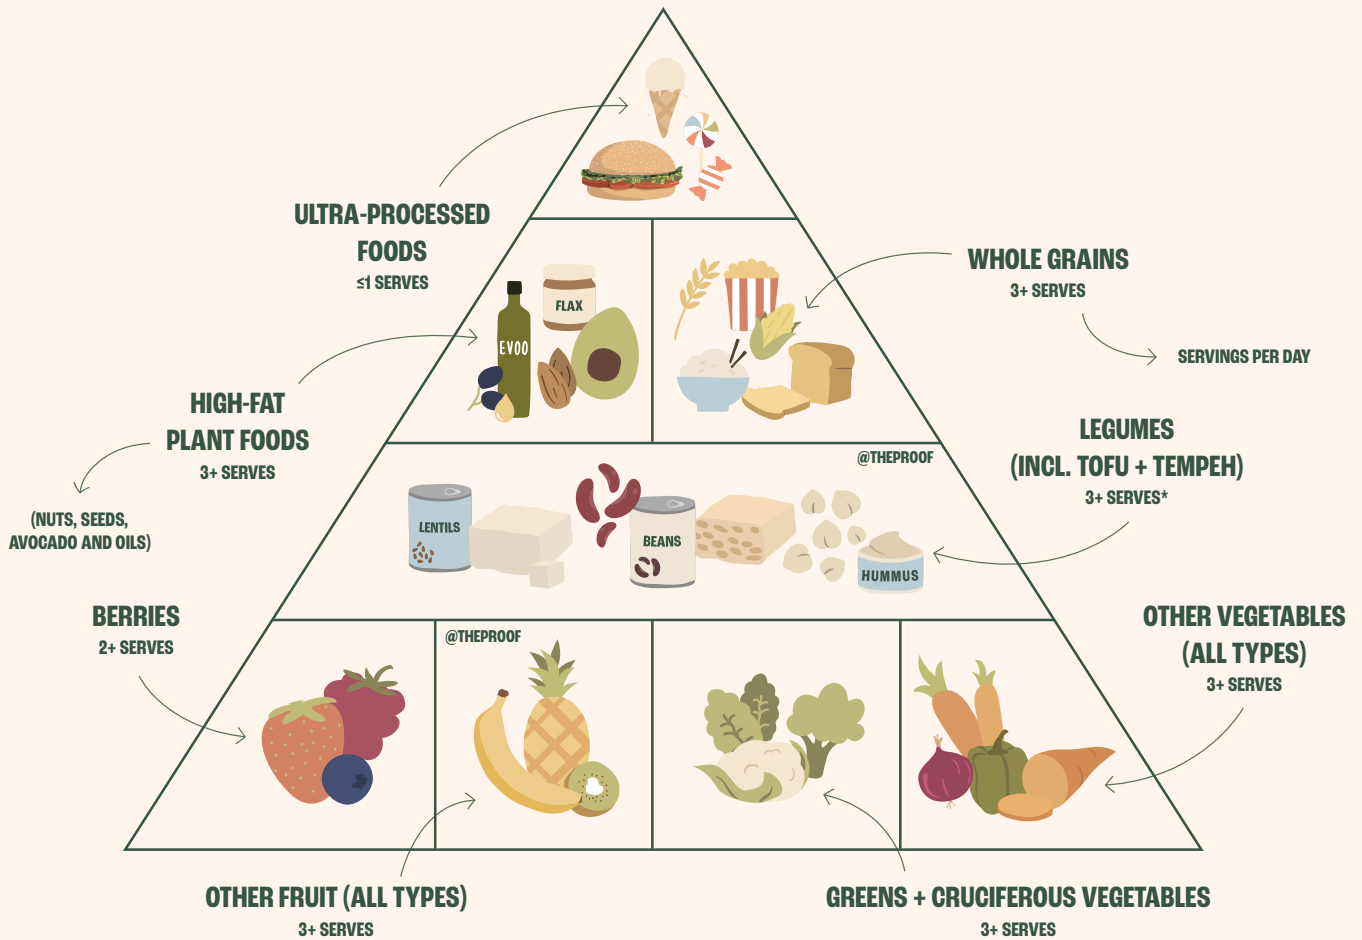 ULTRA-PROCESSED
FOODS
≤1 SERVES
WHOLE GRAINS
3+ SERVES
SERVINGS PER DAY
FLAX
EVOO
HIGH-FAT
PLANT FOODS
3+ SERVES
(NUTS, SEEDS,
AVOCADO AND OILS)
LEGUMES
(INCL. TOFU + TEMPEH)
3+ SERVES*
@THEPROOF
LENTILS
BEANS
HUMMUS
BERRIES
2+ SERVES
@THEPROOF
OTHER VEGETABLES
(ALL TYPES)
3+ SERVES
OTHER FRUIT (ALL TYPES)
3+ SERVES
GREENS + CRUCIFEROUS VEGETABLES
3+ SERVES